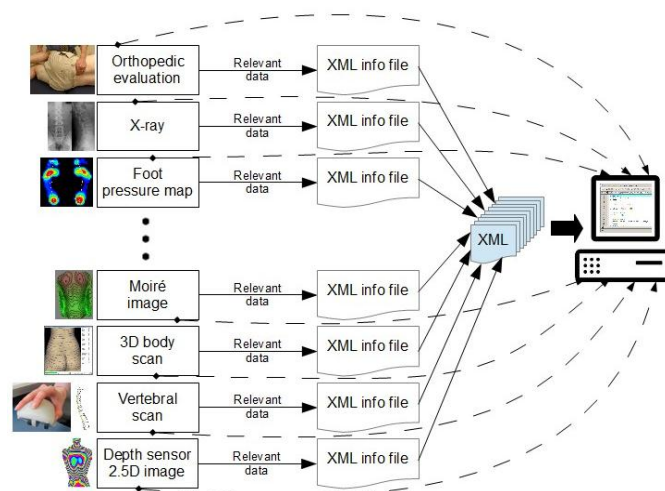 Orthopedic
evaluation
Relevant
data
XML info file
X-ray
Relevant
data
XML info file
Foot
pressure map
Relevant
data
XML info file
XML
Moiré
image
Relevant
data
XML info file
3D body
scan
Relevant
data
XML info file
Vertebral
scan
Relevant
data
XML info file
Depth sensor
2.5D image
Relevant
data
XML info file